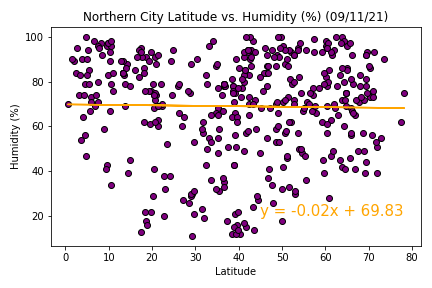 Northern City Latitude vs. Humidity (%) (09/11/21)
100
80
60
40
20
Humidity (%)
y = -0.02x + 69.83
0 10 20 30 40 50 60 70 80
Latitude